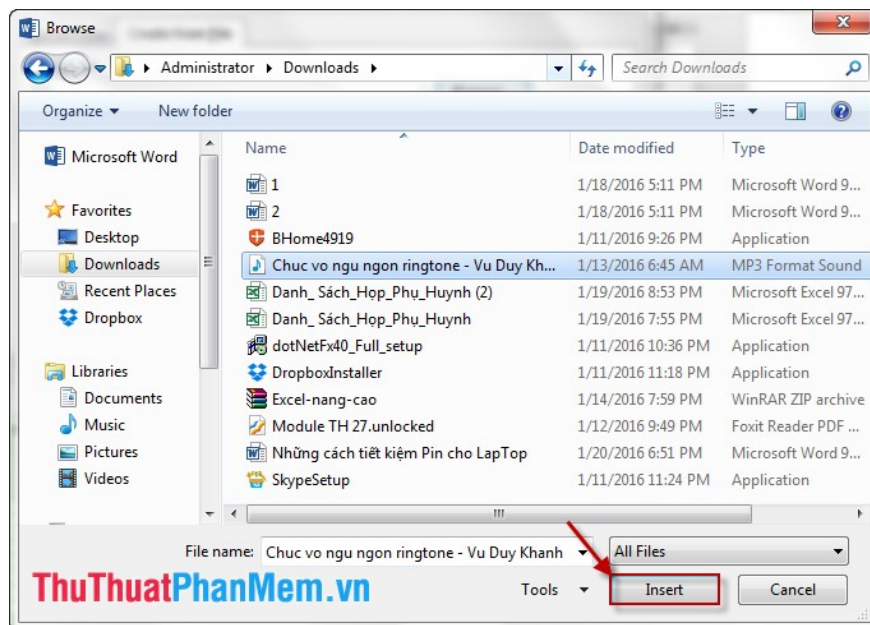 Browse
Administrator Downloads Search Downloads
Organize New folder
Name Date modified Type
Microsoft Word
Favorites
Desktop
Downloads
Recent Places
Dropbox
Libraries
Documents
Music
Pictures
Videos
1 1/18/2016 5:11 PM Microsoft Word 9...
2 1/18/2016 5:11 PM Microsoft Word 9...
BHome4919 1/11/2016 9:26 PM Application
Chuc vo ngu ngon ringtone - Vu Duy Kh... 1/13/2016 6:45 AM MP3 Format Sound
Danh_ Sách_Họp_Phụ_Huynh (2) 1/19/2016 8:53 PM Microsoft Excel 97...
Danh_ Sách_Họp_Phụ_Huynh 1/19/2016 7:55 PM Microsoft Excel 97...
dotNetFx40_Full_setup 1/11/2016 10:36 PM Application
DropboxInstaller 1/11/2016 11:18 PM Application
Excel-nang-cao 1/14/2016 7:59 PM WinRAR ZIP archive
Module TH 27.unlocked 1/12/2016 9:49 PM Foxit Reader PDF ...
Những cách tiết kiệm Pin cho LapTop 1/20/2016 6:51 PM Microsoft Word 9...
SkypeSetup 1/11/2016 11:24 PM Application
File name: Chuc vo ngu ngon ringtone - Vu Duy Khanh All Files
ThuThuatPhanMem.vn
Tools Insert Cancel